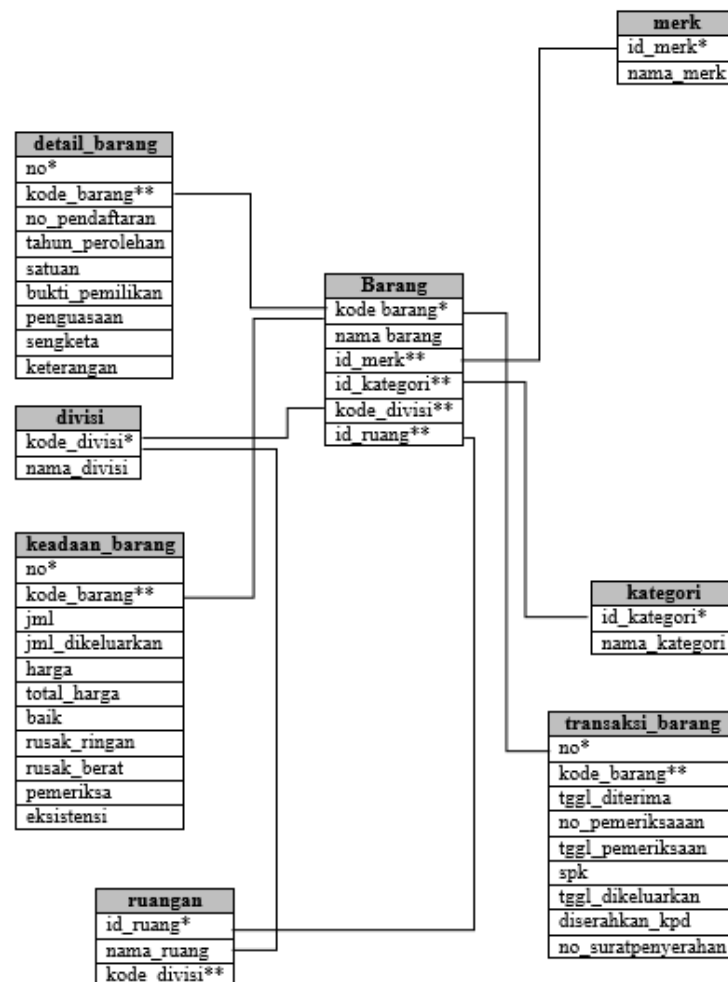 merk
id_merk*
nama_merk
detail_barang
no*
kode_barang**
no_pendaftaran
tahun_perolehan
satuan
bukti_pemilikan
penguasaan
sengketa
keterangan
Barang
kode barang*
nama barang
id_merk**
id_kategori**
kode_divisi**
id_ruang**
divisi
kode_divisi*
nama_divisi
keadaan_barang
no*
kode_barang**
jml
jml_dikeluarkan
harga
total_harga
baik
rusak_ringan
rusak_berat
pemeriksa
eksistensi
kategori
id_kategori*
nama_kategori
transaksi_barang
no*
kode_barang**
tggl_diterima
no_pemeriksaaan
tggl_pemeriksaan
spk
tggl_dikeluarkan
diserahkan_kpd
no_suratpenyerahan
ruangan
id_ruang*
nama_ruang
kode_divisi**